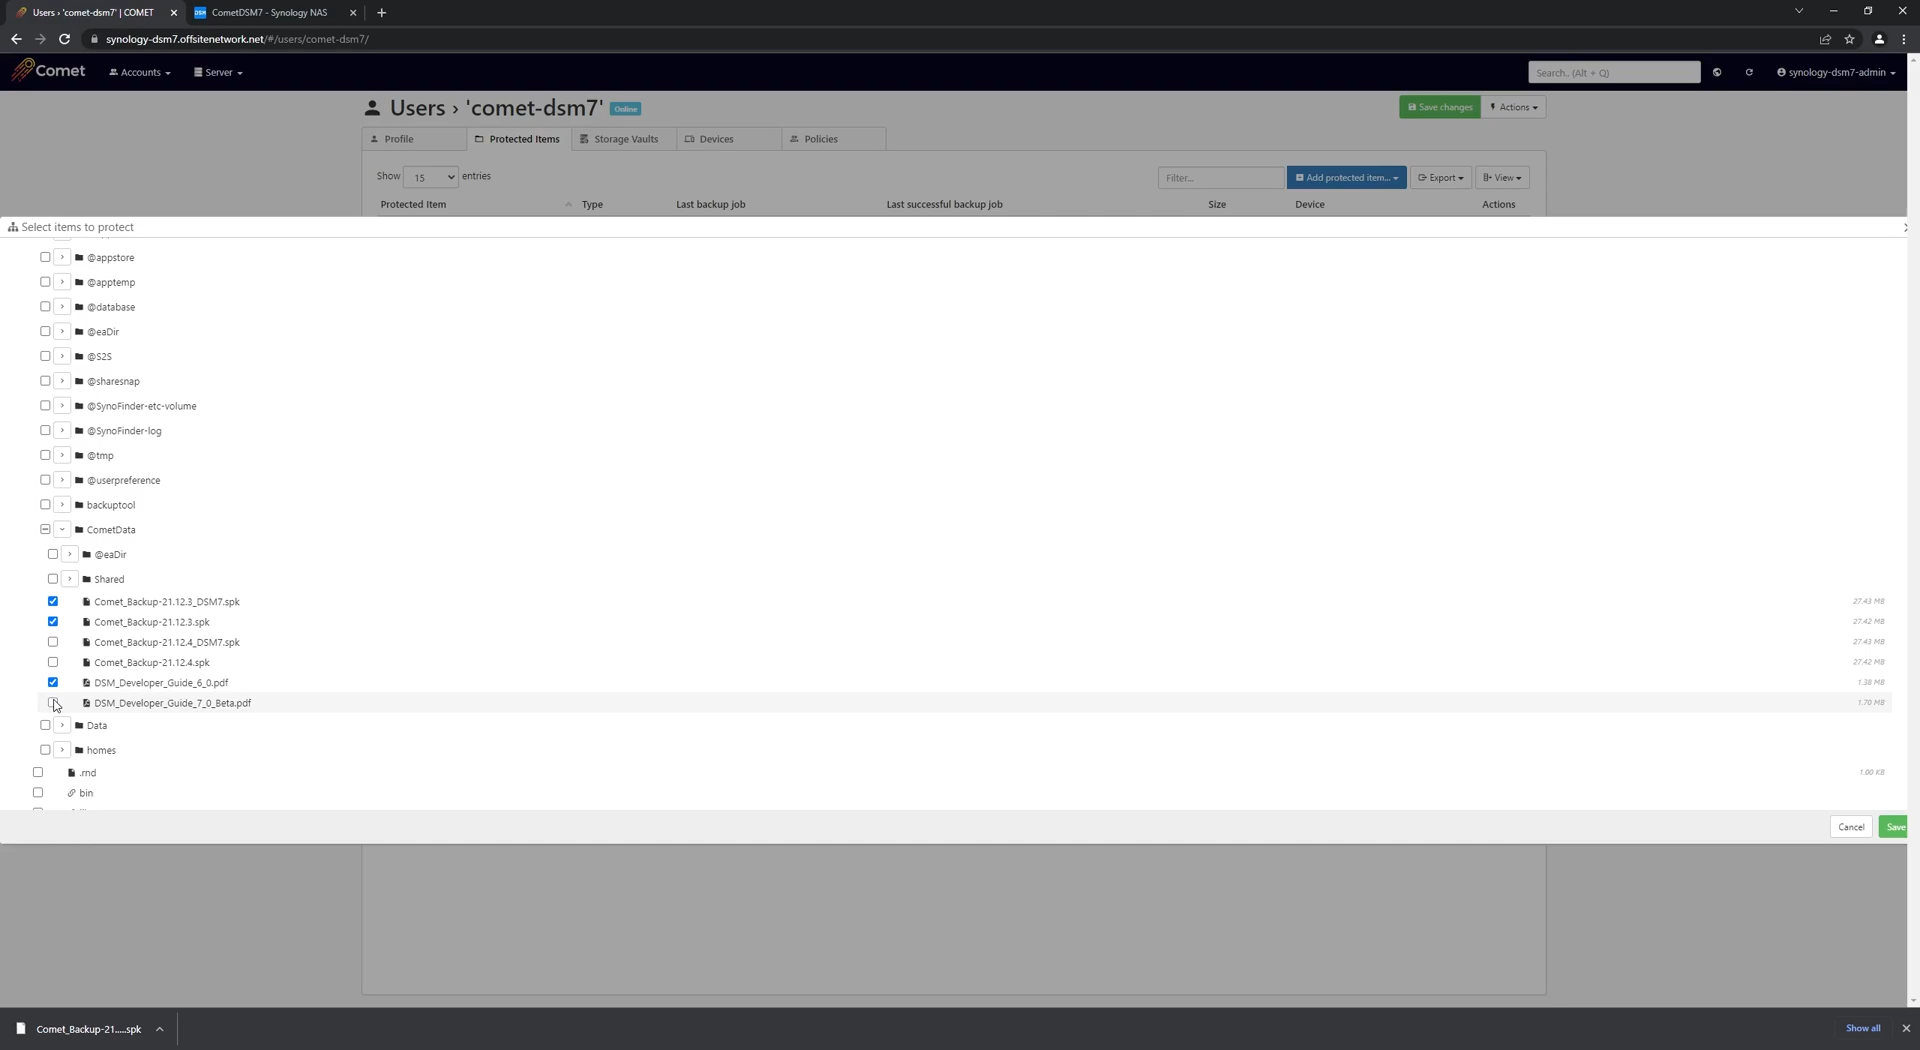 Users › 'comet-dsm7' | COMET
CometDSM7 - Synology NAS
synology-dsm7.offsitenetwork.net/#/users/comet-dsm7/
Comet
Accounts
Server
Search.. (Alt + Q)
synology-dsm7-admin
Users › 'comet-dsm7' Online
Save changes
Actions
Profile
Protected Items
Storage Vaults
Devices
Policies
Show 15 entries
Filter...
Add protected item...
Export
View
Protected Item
Type
Last backup job
Last successful backup job
Size
Device
Actions
Select items to protect
@appstore
@apptemp
@database
@eaDir
@S2S
@sharesnap
@SynoFinder-etc-volume
@SynoFinder-log
@tmp
@userpreference
backuptool
CometData
@eaDir
Shared
Comet_Backup-21.12.3_DSM7.spk 27.43 MB
Comet_Backup-21.12.3.spk 27.42 MB
Comet_Backup-21.12.4_DSM7.spk 27.43 MB
Comet_Backup-21.12.4.spk 27.42 MB
DSM_Developer_Guide_6_0.pdf 1.38 MB
DSM_Developer_Guide_7_0_Beta.pdf 1.70 MB
Data
homes
.rnd 1.00 KB
bin
Cancel
Save
Comet_Backup-21.....spk
Show all